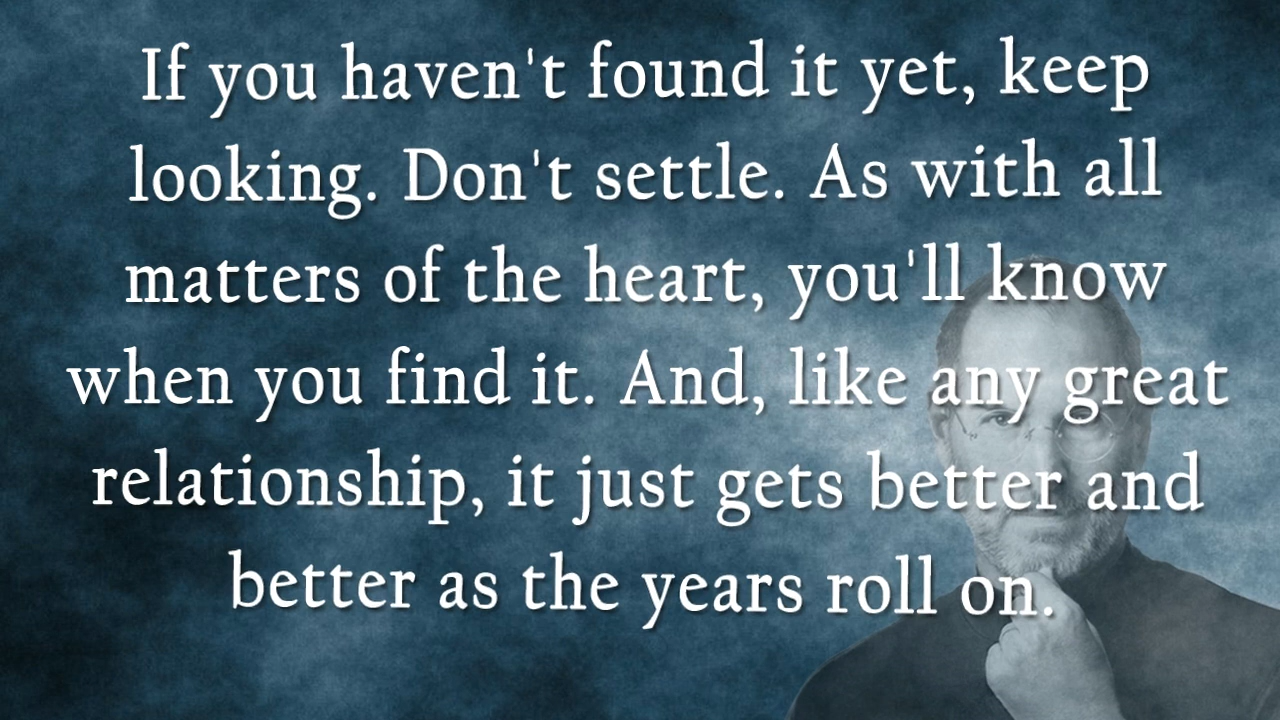 If you haven't found it yet, keep
looking. Don't settle. As with all
matters of the heart, you'll know
when you find it. And, like any great
relationship, it just gets better and
better as the years roll on.